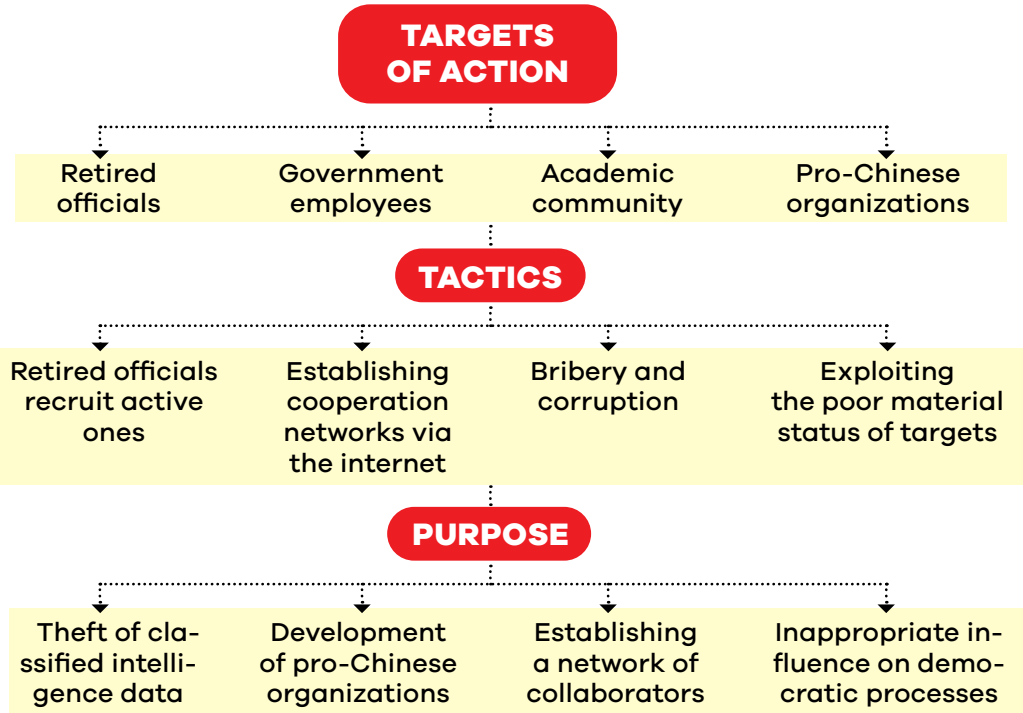 TARGETS
OF ACTION
Retired
officials
Government
employees
Academic
community
Pro-Chinese
organizations
TACTICS
Retired officials
recruit active
ones
Establishing
cooperation
networks via
the internet
Bribery and
corruption
Exploiting
the poor material
status of targets
PURPOSE
Theft of cla-
ssified intelli-
gence data
Development
of pro-Chinese
organizations
Establishing
a network of
collaborators
Inappropriate in-
fluence on demo-
cratic processes